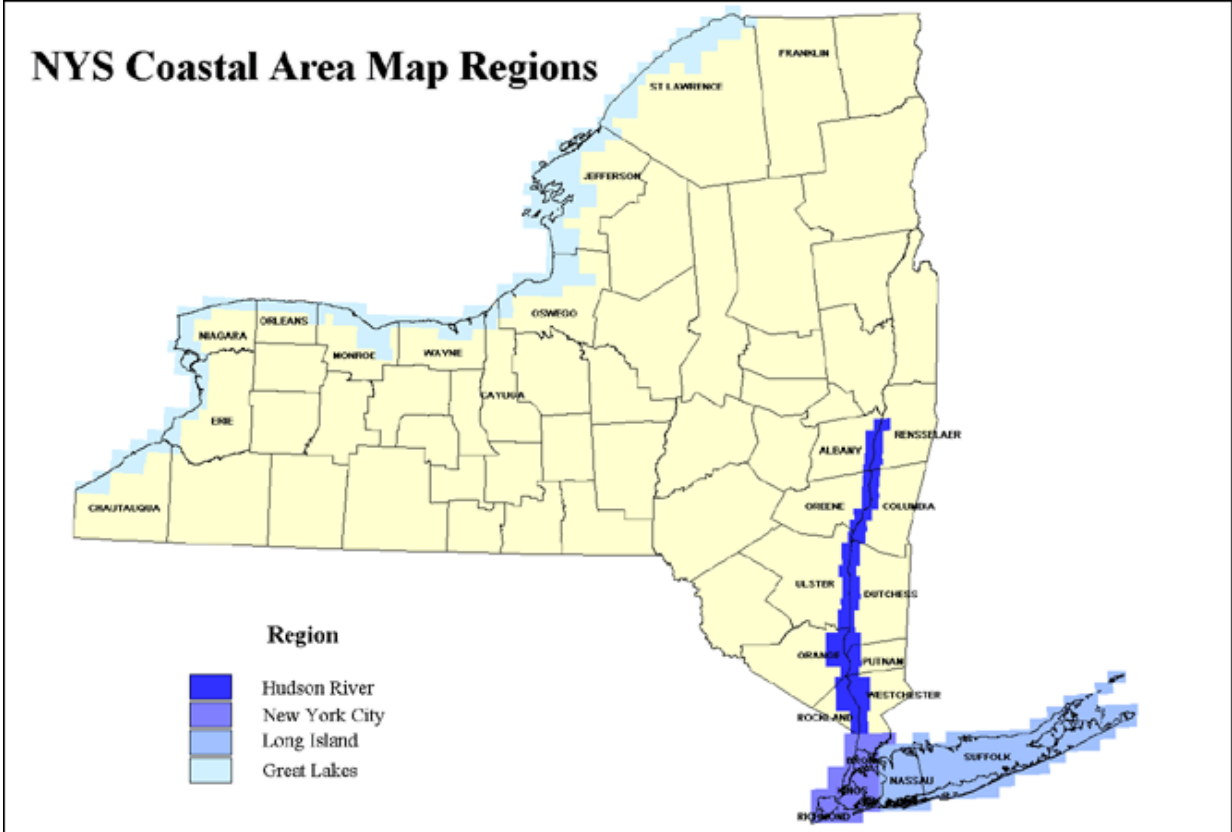 NYS Coastal Area Map Regions
FRANKLIN
ST LAWRENCE
JEFFERSON
OSWEGO
ORLEANS
NIAGARA
MONROE
WAYNE
CAYUGA
ERIE
CHAUTAUQUA
RENSSELAER
ALBANY
GREENE
COLUMBIA
ULSTER
DUTCHESS
ORANGE
PUTNAM
WESTCHESTER
ROCKLAND
BRONX
SUFFOLK
NASSAU
KINGS
RICHMOND
Region
Hudson River
New York City
Long Island
Great Lakes